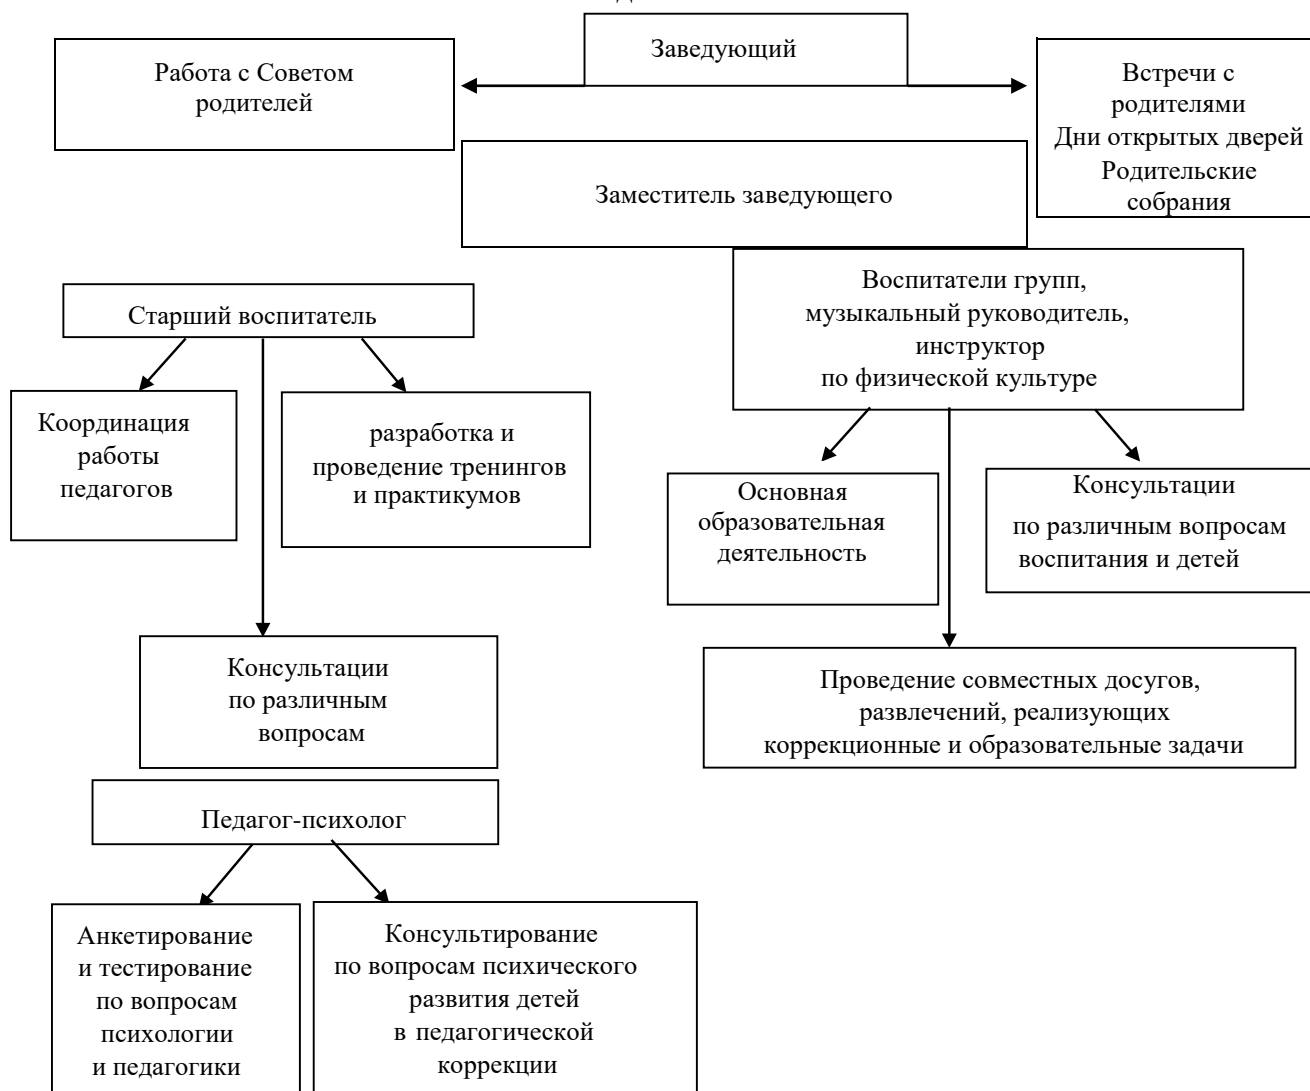 Заведующий
Работа с Советом
родителей
Встречи с
родителями
Дни открытых дверей
Родительские
собрания
Заместитель заведующего
Воспитатели групп,
музыкальный руководитель,
инструктор
по физической культуре
Старший воспитатель
Координация
работы
педагогов
разработка и
проведение тренингов
и практикумов
Основная
образовательная
деятельность
Консультации
по различным вопросам
воспитания и детей
Консультации
по различным
вопросам
Проведение совместных досугов,
развлечений, реализующих
коррекционные и образовательные задачи
Педагог-психолог
Анкетирование
и тестирование
по вопросам
психологии
и педагогики
Консультирование
по вопросам психического
развития детей
в педагогической
коррекции